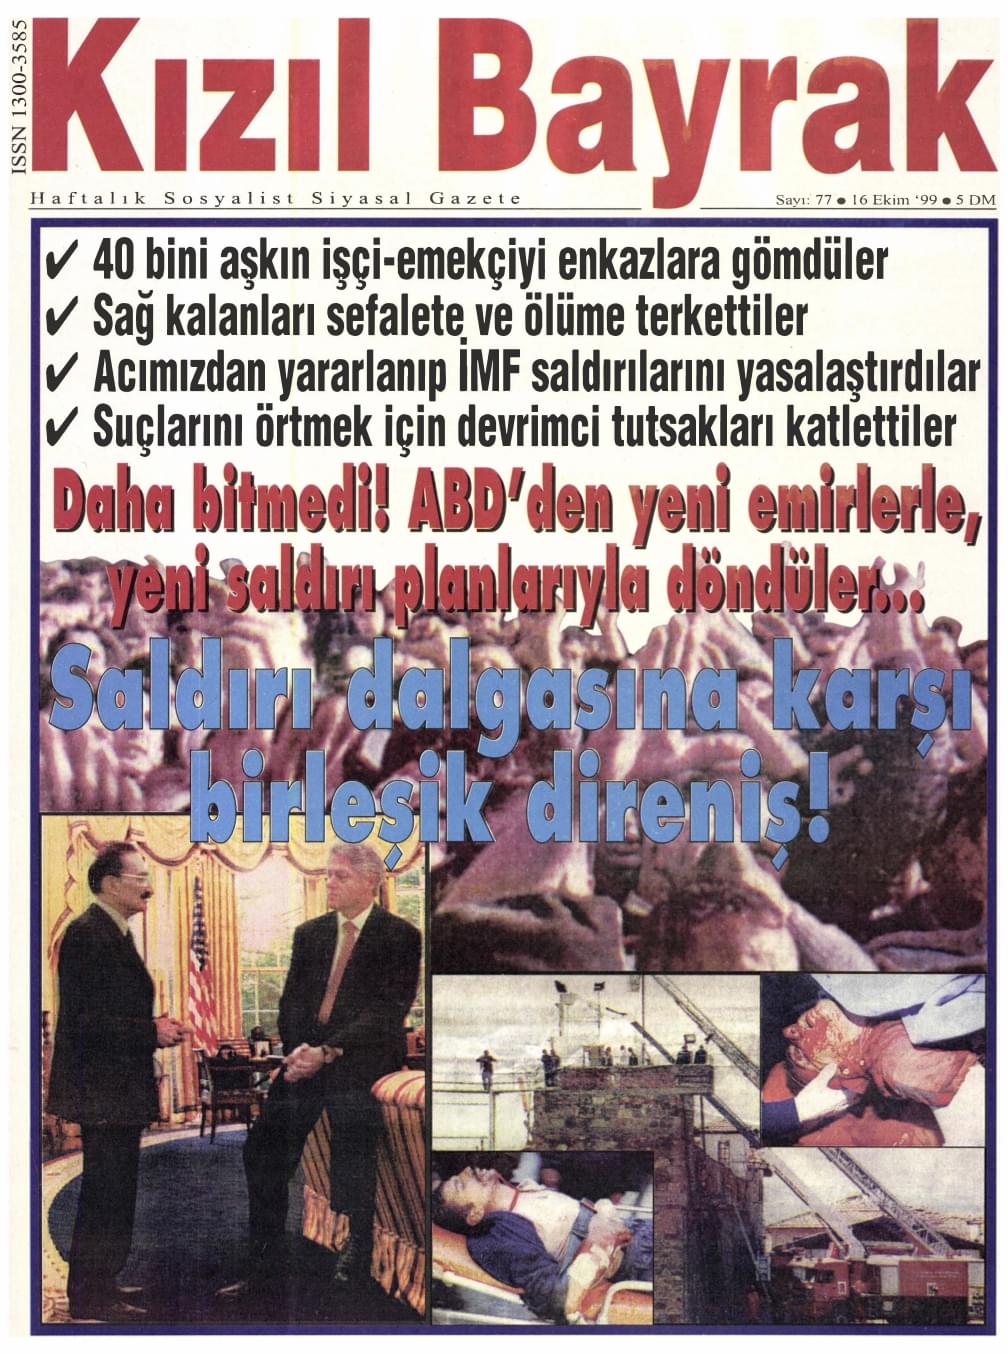 ISSN 1300-3585
Kızıl Bayrak
Haftalık Sosyalist Siyasal Gazete
Sayı: 77 ● 16 Ekim ‘99 ● 5 DM
✔ 40 bini aşkın işçi-emekçiyi enkazlara gömdüler
✔ Sağ kalanları sefalete ve ölüme terkettiler
✔ Acımızdan yararlanıp İMF saldırılarını yasalaştırdılar
✔ Suçlarını örtmek için devrimci tutsakları katlettiler
Daha bitmedi! ABD’den yeni emirlerle,
yeni saldırı planlarıyla döndüler...
Saldırı dalgasına karşı
birleşik direniş!